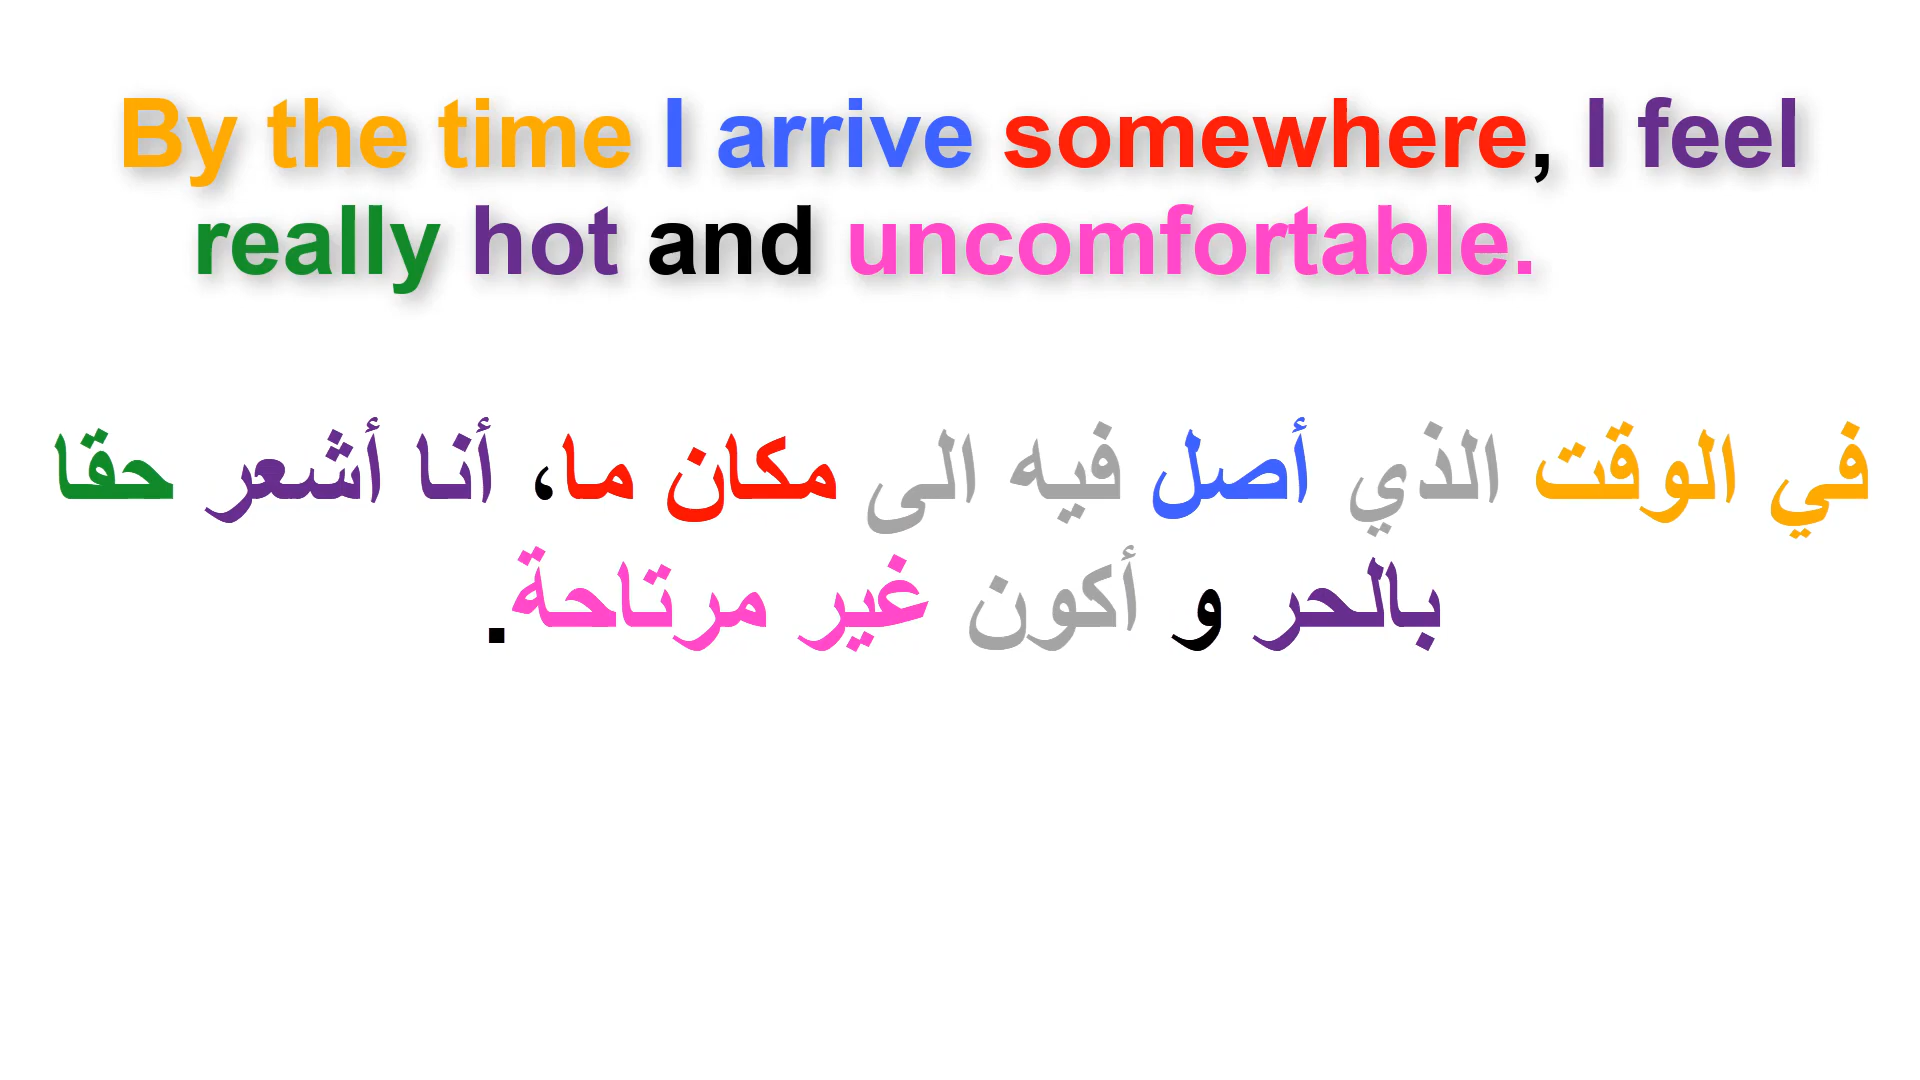 By the time I arrive somewhere, I feel
really hot and uncomfortable.
في الوقت الذي أصل فيه الى مكان ما، أنا أشعر حقا
بالحر و أكون غير مرتاحة.